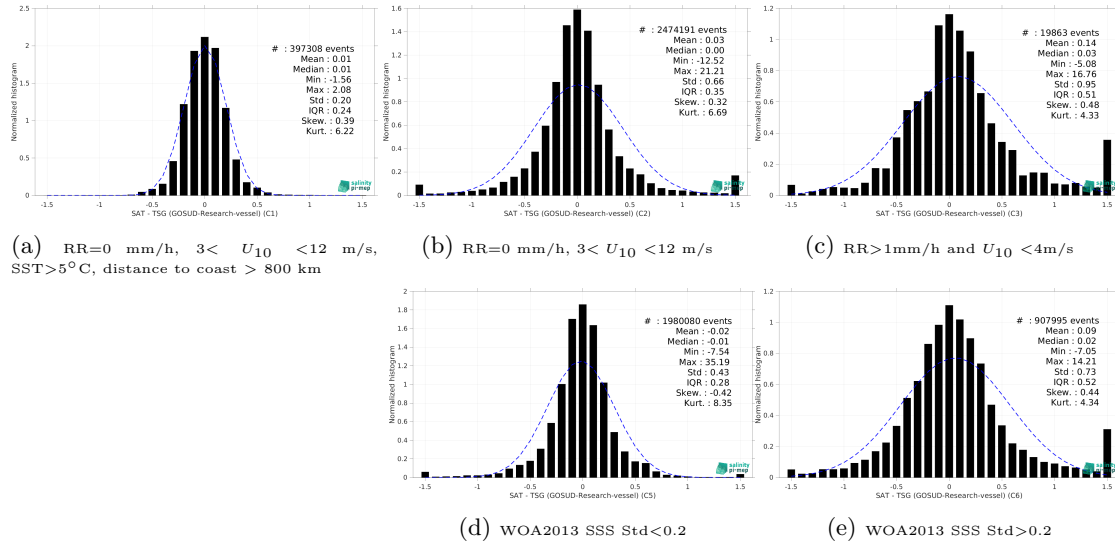 2.5
2
1.5
1
0.5
0
Normalized histogram
# : 397308 events
Mean : 0.01
Median : 0.01
Min : -1.56
Max : 2.08
Std : 0.20
IQR : 0.24
Skew. : 0.39
Kurt. : 6.22
salinity
pi-mep
-1.5 -1 -0.5 0 0.5 1 1.5
SAT - TSG (GOSUD-Research-vessel) (C1)
(a) RR=0 mm/h, 3< U10 <12 m/s,
SST>5°C, distance to coast > 800 km
1.6
1.4
1.2
1
0.8
0.6
0.4
0.2
0
Normalized histogram
# : 2474191 events
Mean : 0.03
Median : 0.00
Min : -12.52
Max : 21.21
Std : 0.66
IQR : 0.35
Skew : 0.32
Kurt. : 6.69
salinity
pi-mep
-1.5 -1 -0.5 0 0.5 1 1.5
SAT - TSG (GOSUD-Research-vessel) (C2)
(b) RR=0 mm/h, 3< U10 <12 m/s
1.2
1
0.8
0.6
0.4
0.2
0
Normalized histogram
# : 19863 events
Mean : 0.14
Median : 0.03
Min : -5.08
Max : 16.76
Std : 0.95
IQR : 0.51
Skew. : 0.48
Kurt. : 4.33
salinity
pi-mep
-1.5 -1 -0.5 0 0.5 1 1.5
SAT - TSG (GOSUD-Research-vessel) (C3)
(c) RR>1mm/h and U10 <4m/s
2
1.8
1.6
1.4
1.2
1
0.8
0.6
0.4
0.2
0
Normalized histogram
# : 1980080 events
Mean : -0.02
Median : -0.01
Min : -7.54
Max : 35.19
Std : 0.43
IQR : 0.28
Skew. : -0.42
Kurt. : 8.35
salinity
pi-mep
-1.5 -1 -0.5 0 0.5 1 1.5
SAT - TSG (GOSUD-Research-vessel) (C5)
(d) WOA2013 SSS Std<0.2
1.2
1
0.8
0.6
0.4
0.2
0
Normalized histogram
# : 907995 events
Mean : 0.09
Median : 0.02
Min : -7.05
Max : 14.21
Std : 0.73
IQR : 0.52
Skew : 0.44
Kurt. : 4.34
salinity
pi-mep
-1.5 -1 -0.5 0 0.5 1 1.5
SAT - TSG (GOSUD-Research-vessel) (C6)
(e) WOA2013 SSS Std>0.2